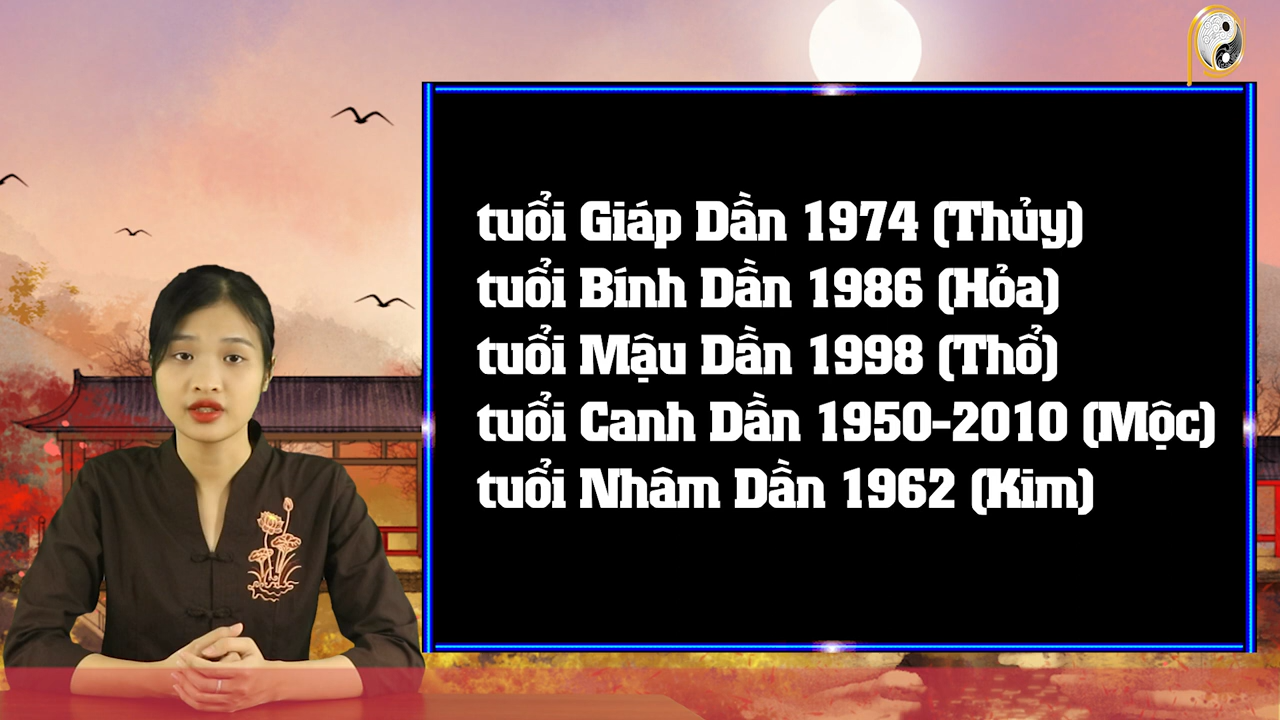 tuổi Giáp Dần 1974 (Thủy)
tuổi Bính Dần 1986 (Hỏa)
tuổi Mậu Dần 1998 (Thổ)
tuổi Canh Dần 1950-2010 (Mộc)
tuổi Nhâm Dần 1962 (Kim)